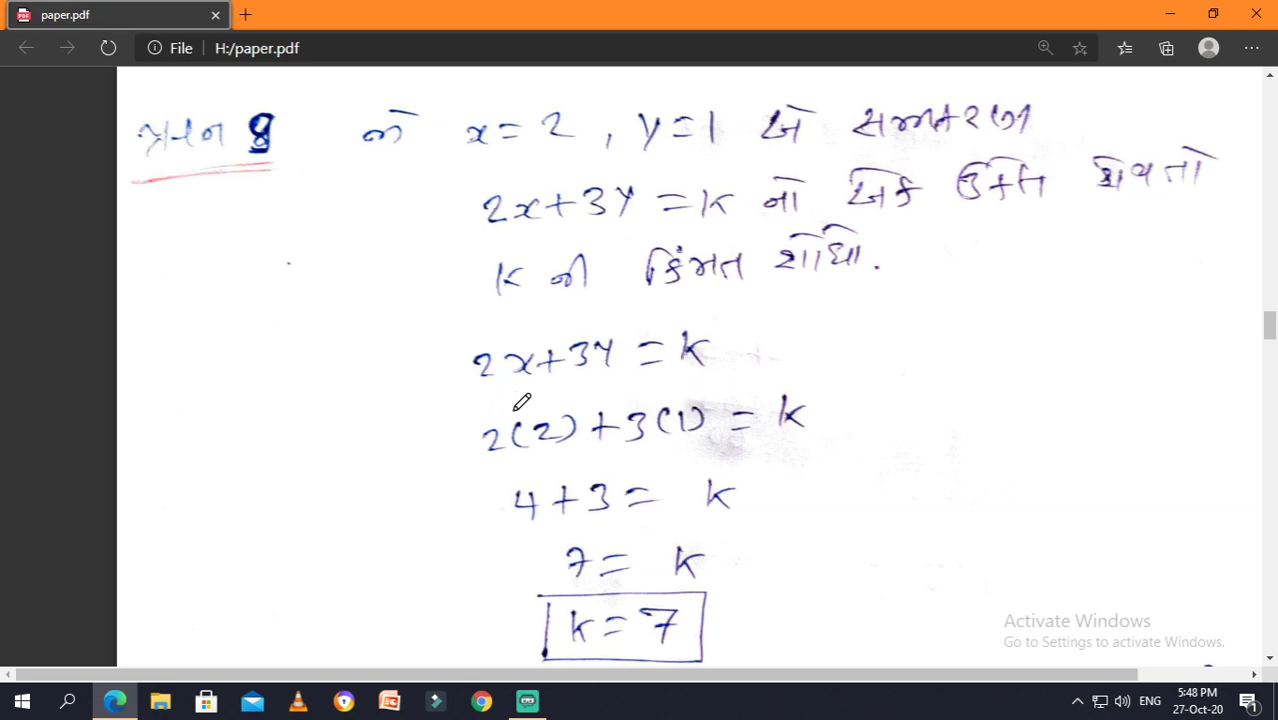 paper.pdf
File H:/paper.pdf
પ્રશ્ન 8 જો x = 2 , y = 1 એ સમીકરણ
2x + 3y = k નો એક ઉકેલ હોય તો
k ની કિંમત શોધો.
2x + 3y = k
2(2) + 3(1) = k
4 + 3 = k
7 = k
k = 7
Activate Windows
Go to Settings to activate Windows.
ENG
5:48 PM
27-Oct-20